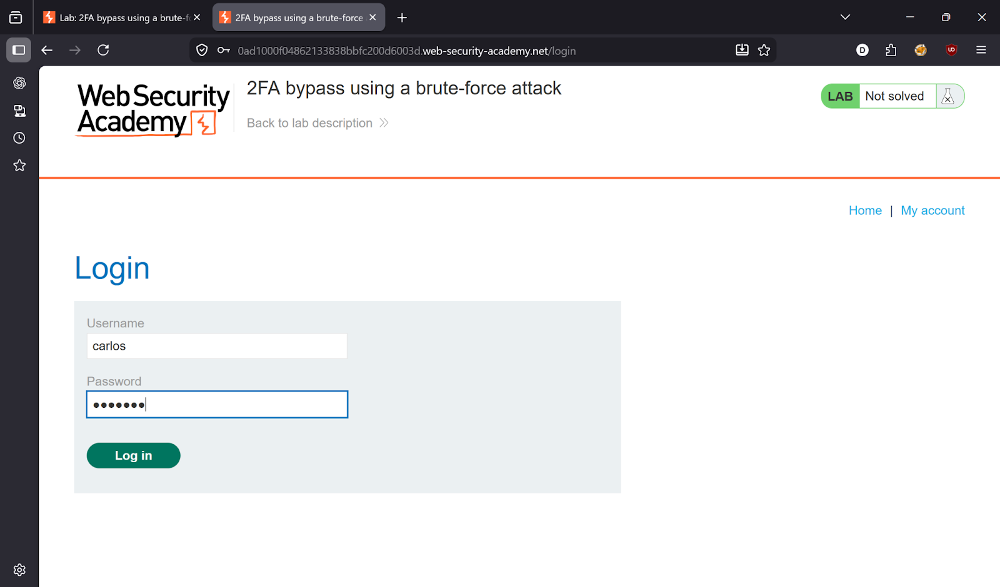 Lab: 2FA bypass using a brute-f
2FA bypass using a brute-force
0ad1000f04862133838bbfc200d6003d.web-security-academy.net/login
D
UD
Web Security
Academy
2FA bypass using a brute-force attack
Back to lab description
LAB Not solved
Home | My account
Login
Username
carlos
Password
•••••••
Log in